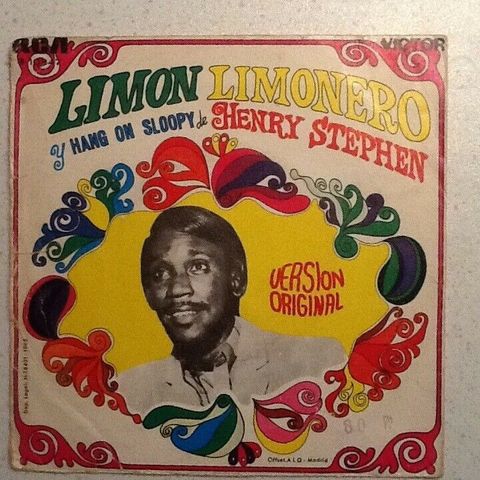 RCA VICTOR
LIMON LIMONERO
Y HANG ON SLOOPY de HENRY STEPHEN
VERSION
ORIGINAL
Offset A.L.G. - Madrid